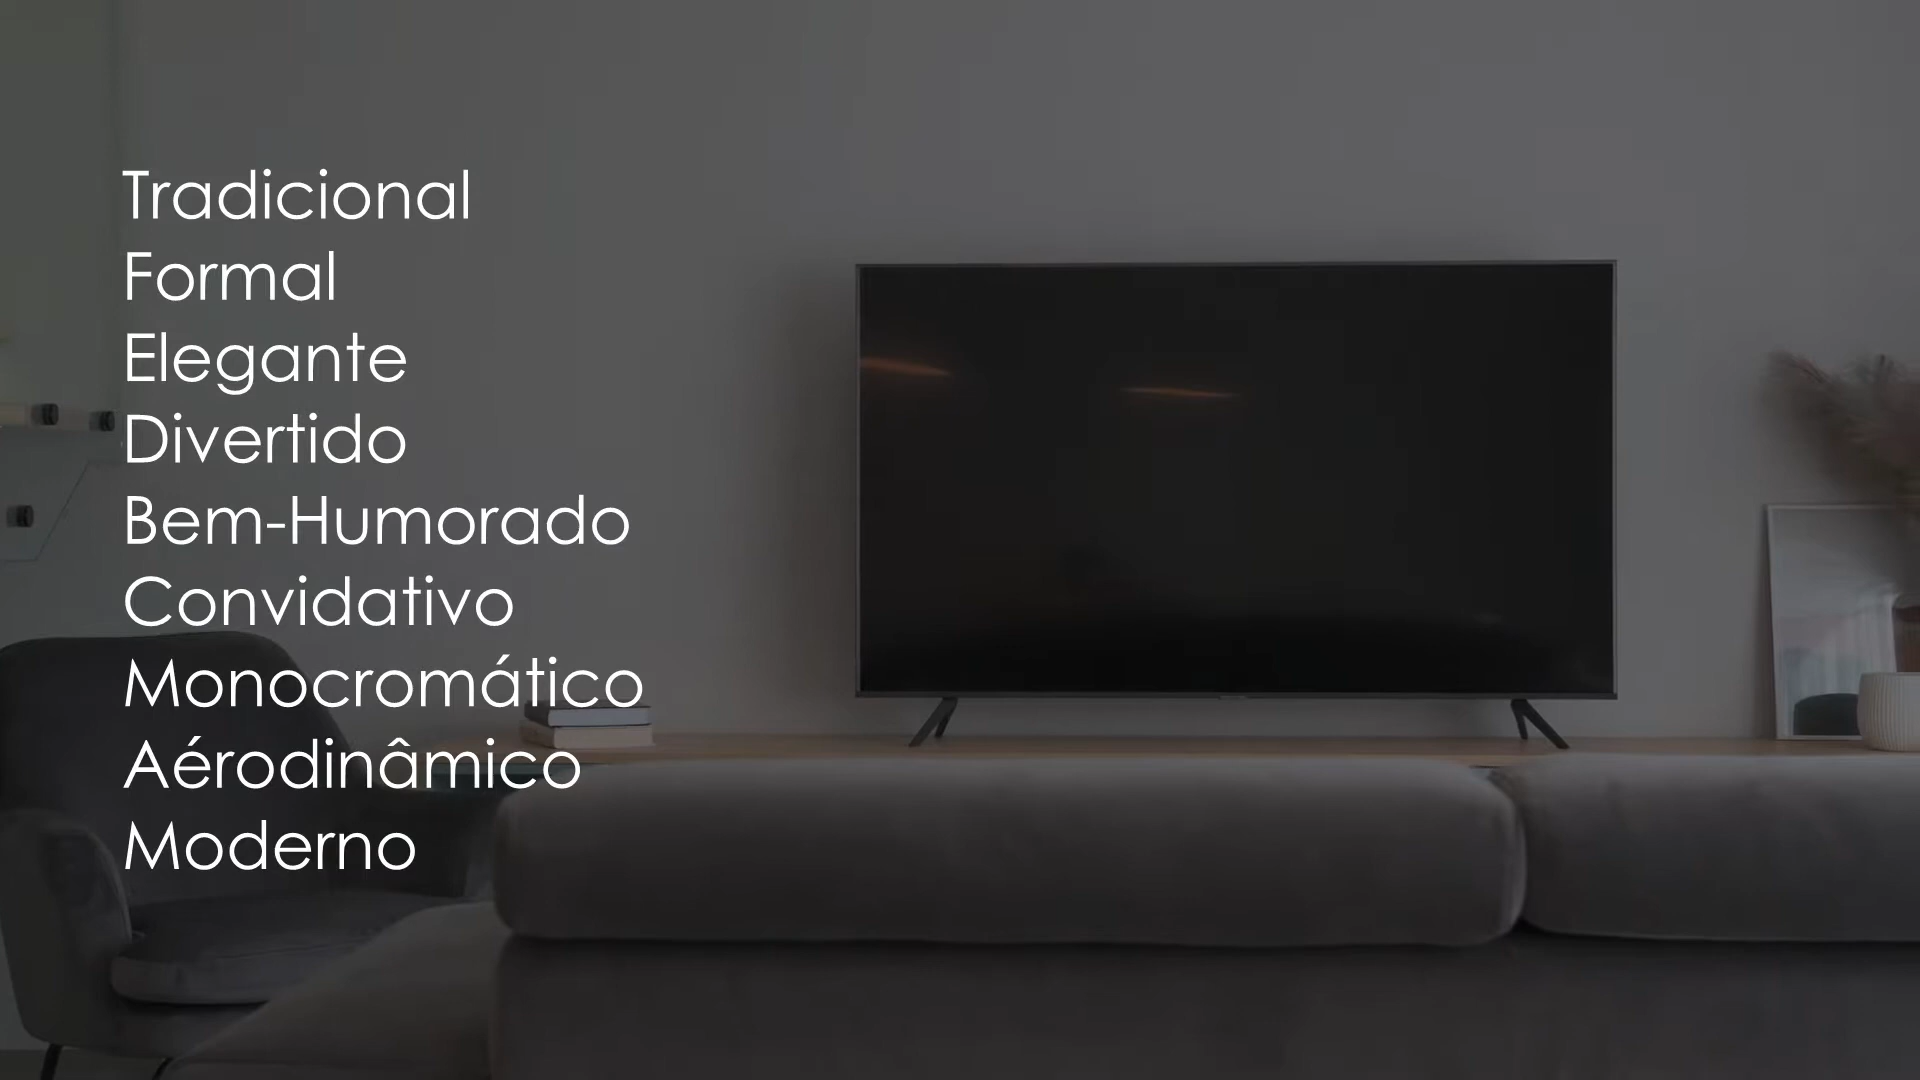 Tradicional
Formal
Elegante
Divertido
Bem-Humorado
Convidativo
Monocromático
Aérodinâmico
Moderno